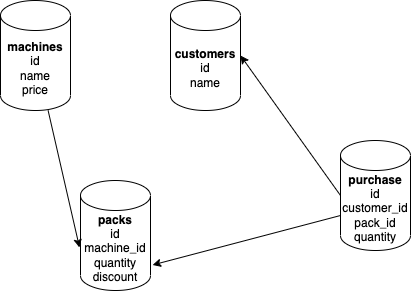 machines
id
name
price
customers
id
name
purchase
id
customer_id
pack_id
quantity
packs
id
machine_id
quantity
discount